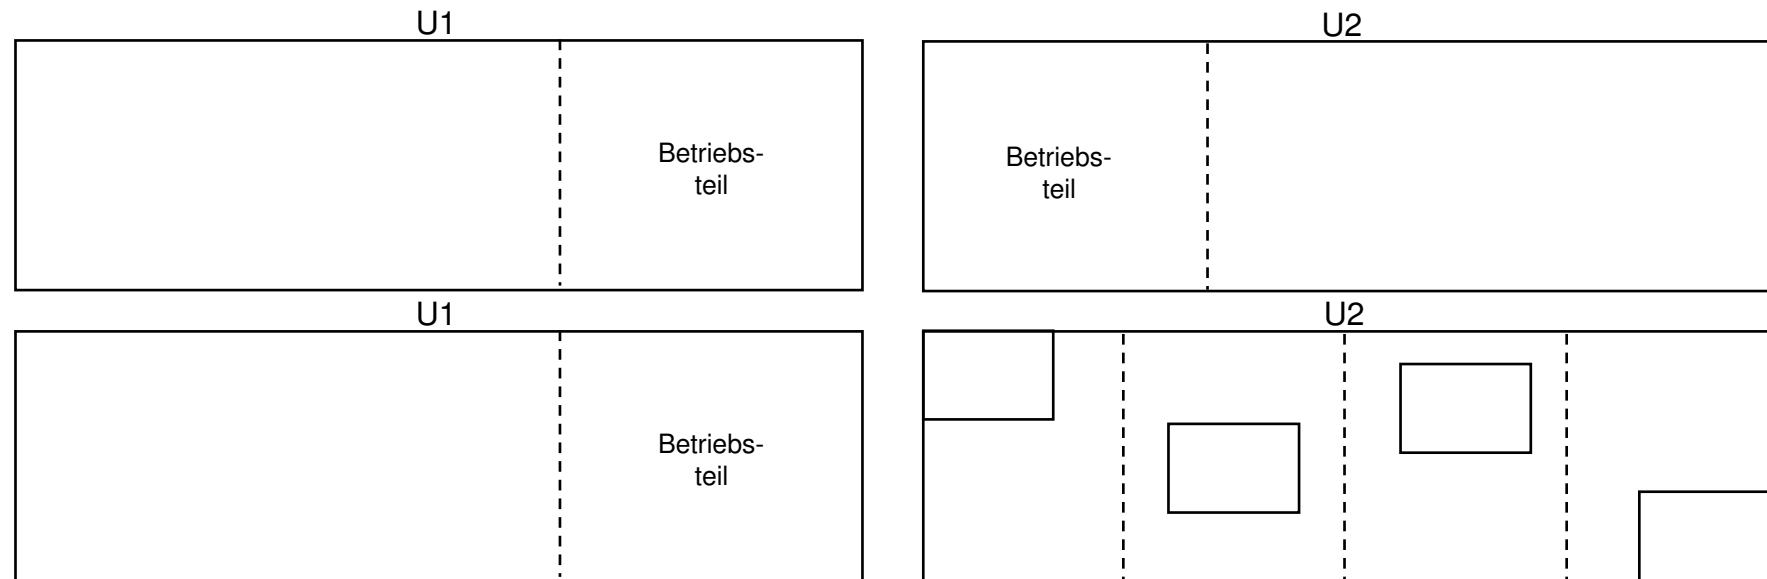 U1
U2
Betriebs-
teil
Betriebs-
teil
U1
U2
Betriebs-
teil